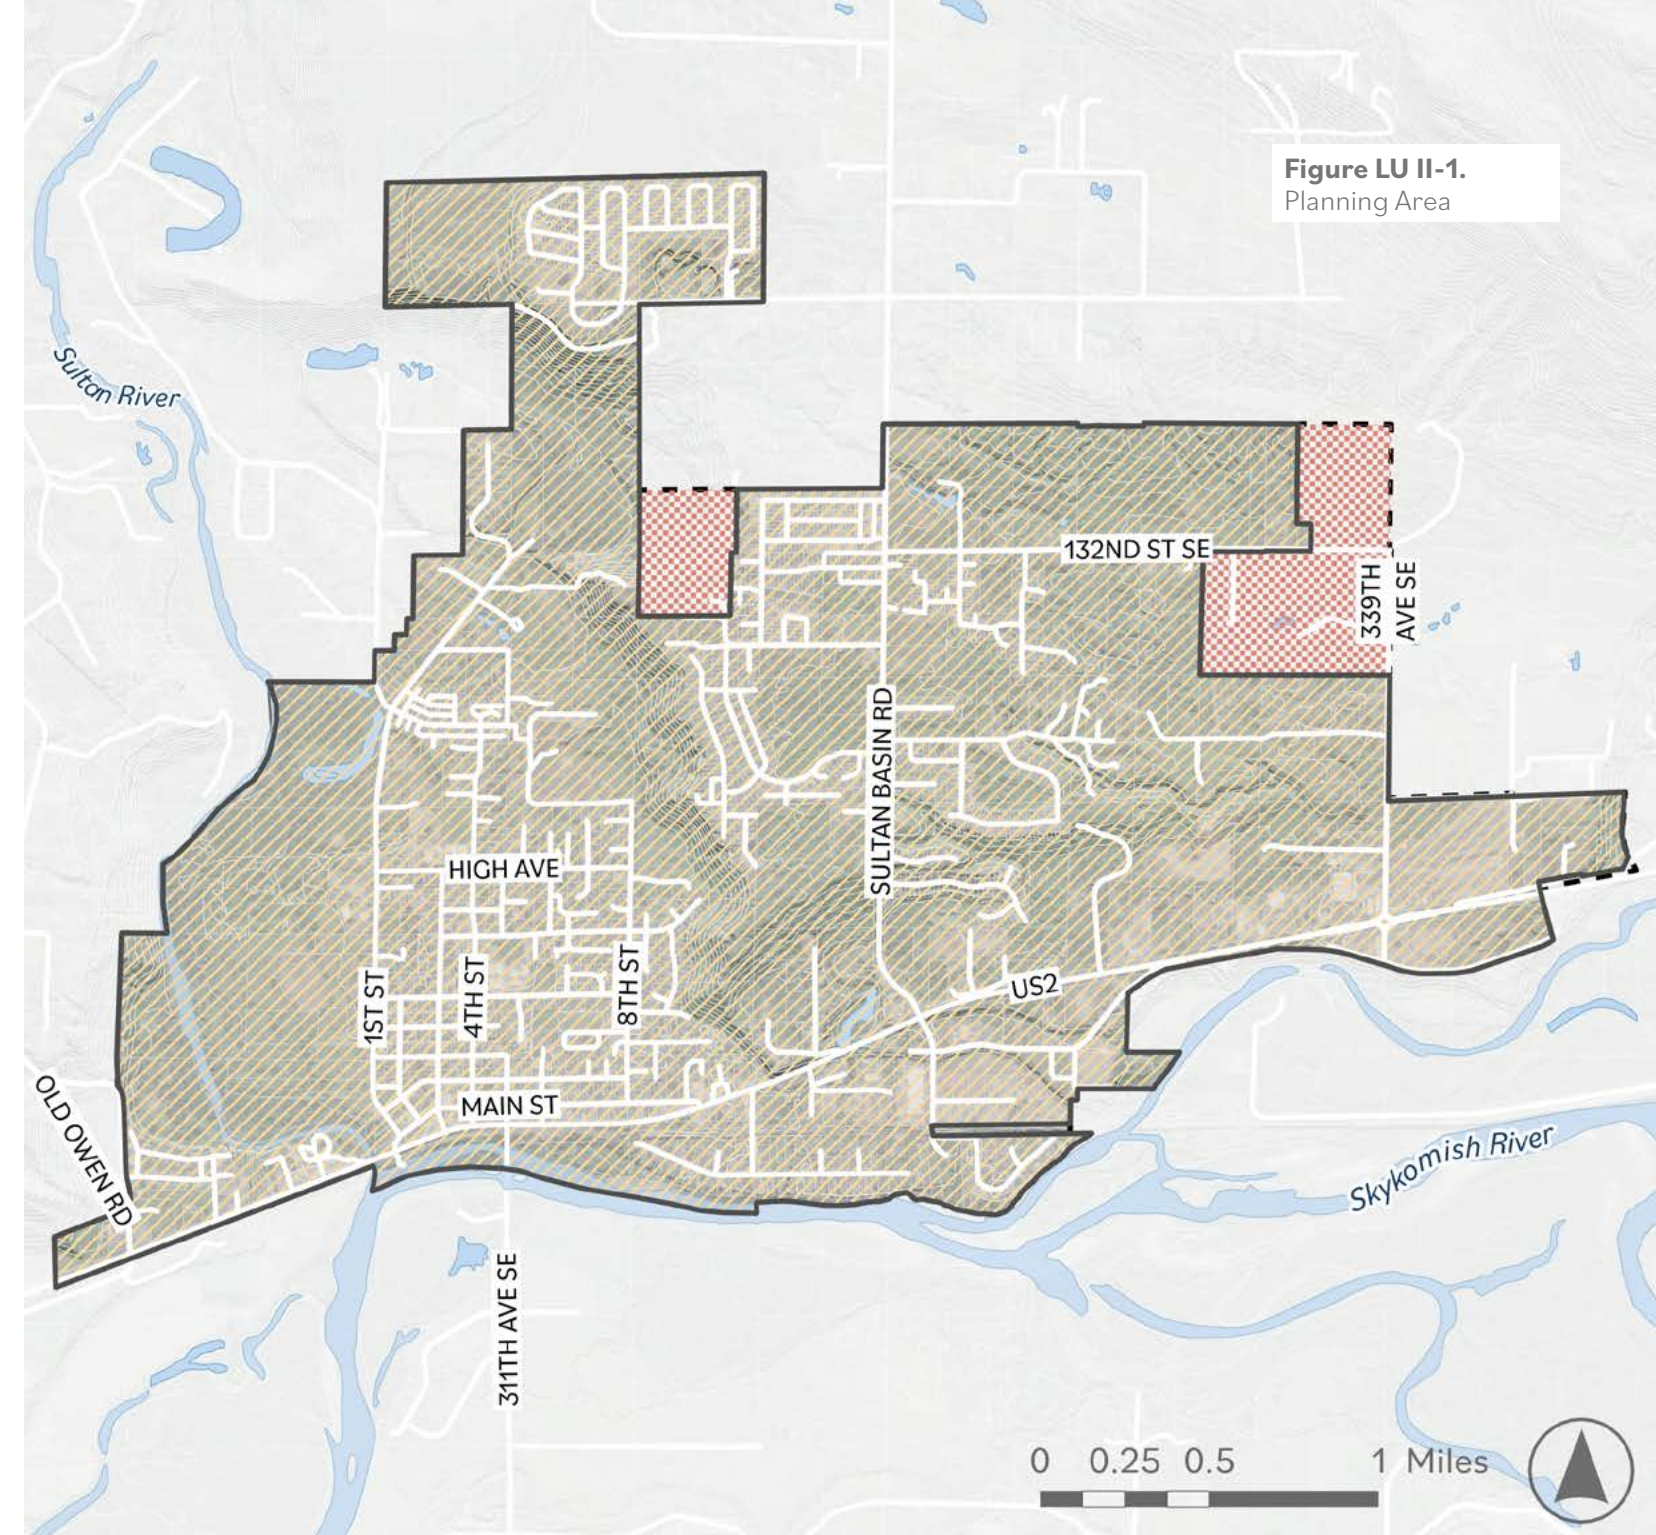 Figure LU II-1.
Planning Area
Sultan River
132ND ST SE
339TH
AVE SE
SULTAN BASIN RD
HIGH AVE
1ST ST
4TH ST
8TH ST
US2
MAIN ST
OLD OWEN RD
Skykomish River
311TH AVE SE
0 0.25 0.5 1 Miles